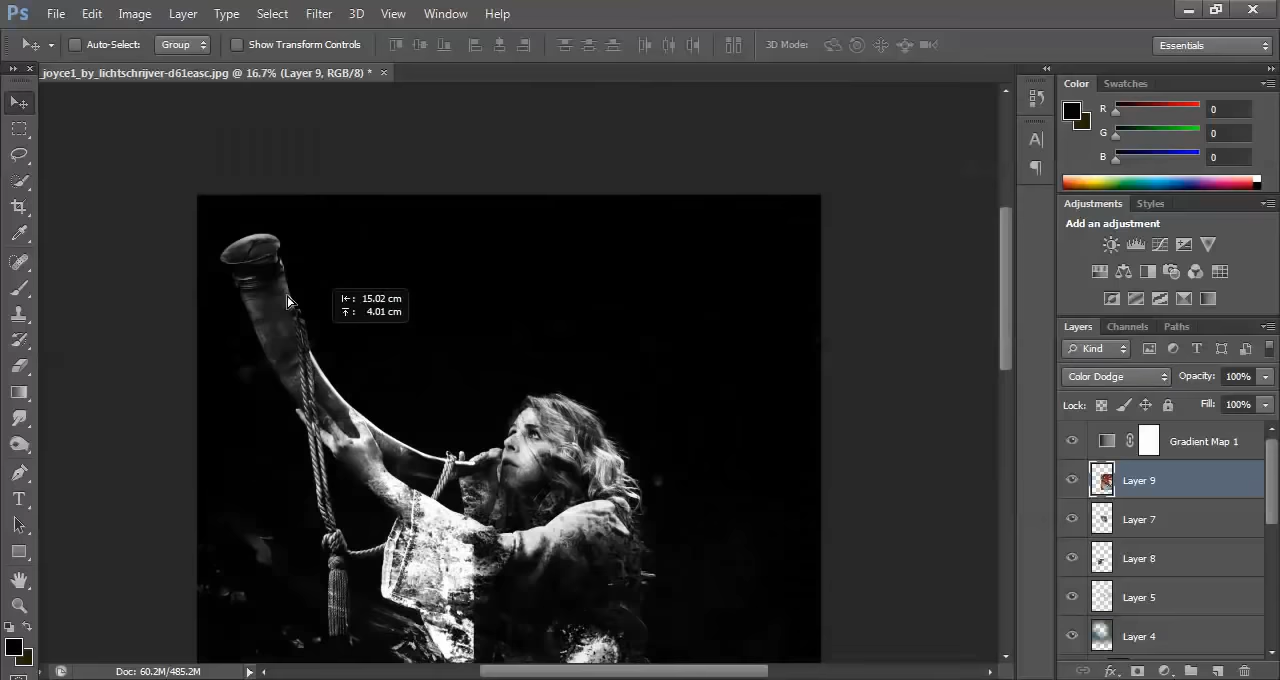 Ps File Edit Image Layer Type Select Filter 3D View Window Help
Auto-Select: Group Show Transform Controls 3D Mode: Essentials
joyce1_by_lichtschrijver-d61easc.jpg @ 16.7% (Layer 9, RGB/8) *
Color Swatches
R 0
G 0
B 0
Adjustments Styles
Add an adjustment
15.02 cm
4.01 cm
Layers Channels Paths
Kind
Color Dodge Opacity: 100%
Lock: Fill: 100%
Gradient Map 1
Layer 9
Layer 7
Layer 8
Layer 5
Layer 4
Doc: 60.2M/485.2M